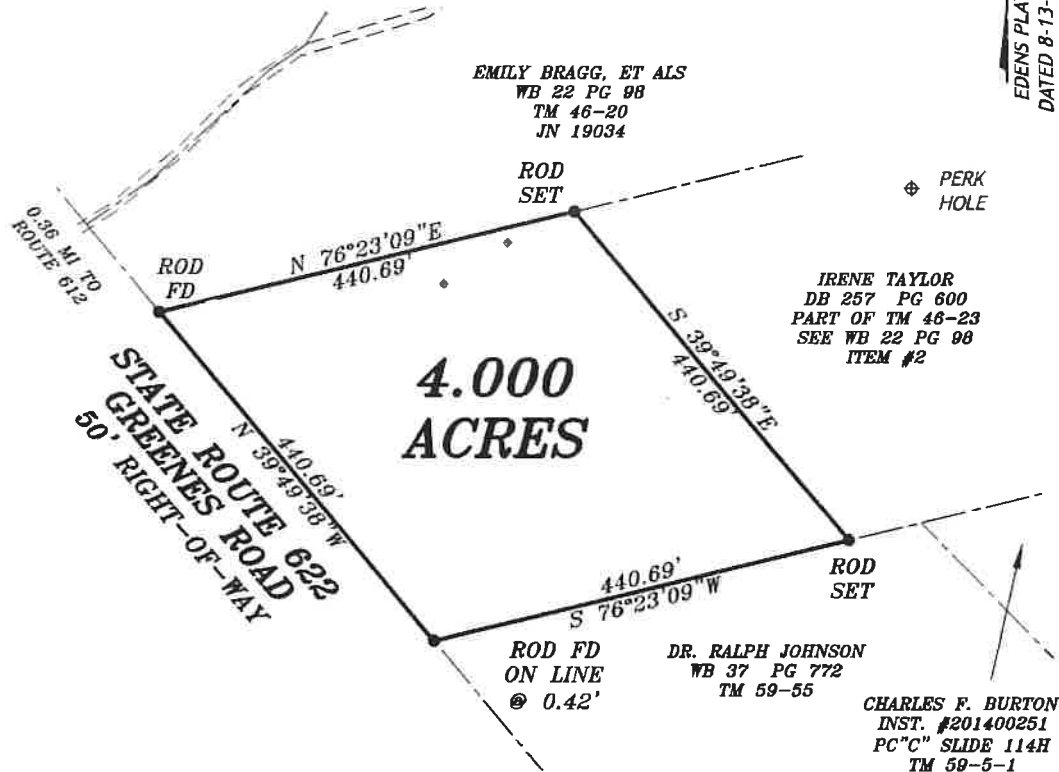 EDENS PLAT
DATED 8-13-
EMILY BRAGG, ET ALS
WB 22 PG 98
TM 46-20
JN 19034
ROD
SET
PERK
HOLE
0.36 MI TO
ROUTE 612
ROD
FD
N 76°23'09"E
440.69'
IRENE TAYLOR
DB 257 PG 600
PART OF TM 46-23
SEE WB 22 PG 98
ITEM #2
S 39°49'38"E
440.69'
4.000
ACRES
STATE ROUTE 622
GREENES ROAD
50' RIGHT-OF-WAY
440.69'
N 39°49'38"W
440.69'
S 76°23'09"W
ROD
SET
ROD FD
ON LINE
@ 0.42'
DR. RALPH JOHNSON
WB 37 PG 772
TM 59-55
CHARLES F. BURTON
INST. #201400251
PC"C" SLIDE 114H
TM 59-5-1